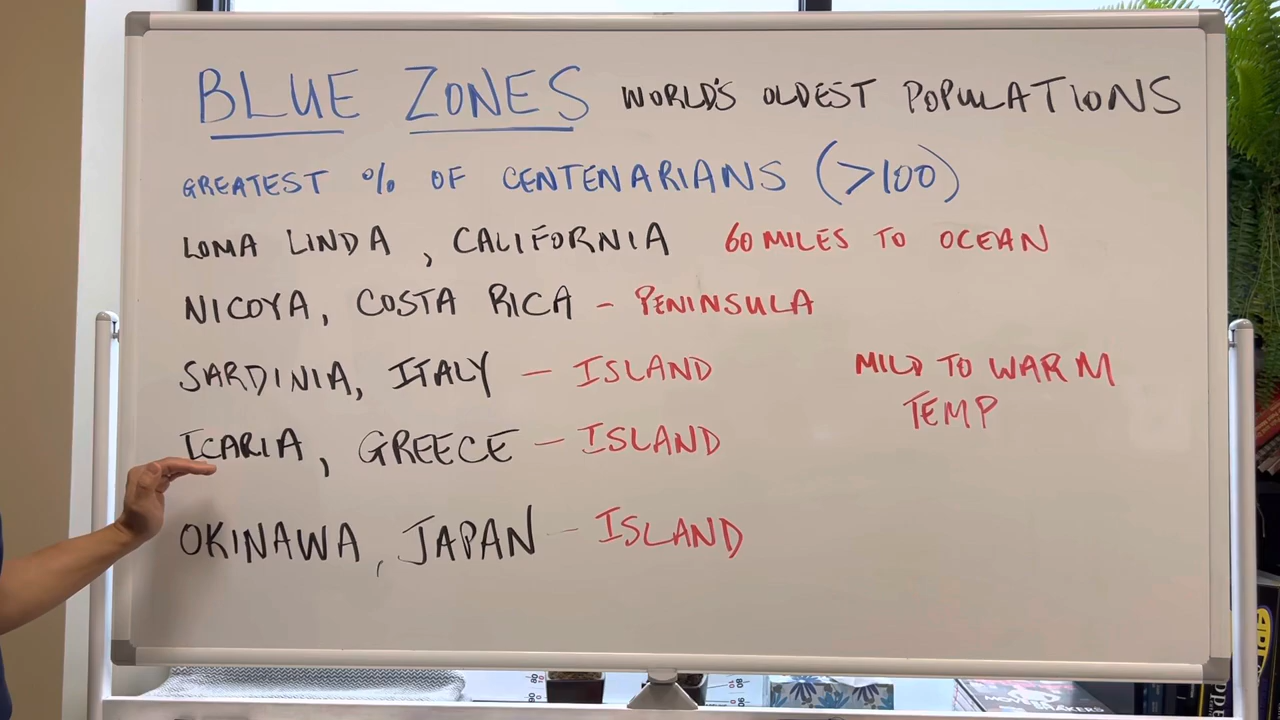 BLUE ZONES WORLD'S OLDEST POPULATIONS
GREATEST % OF CENTENARIANS (>100)
LOMA LINDA, CALIFORNIA 60 MILES TO OCEAN
NICOYA, COSTA RICA - PENINSULA
SARDINIA, ITALY - ISLAND
MILD TO WARM
TEMP
ICARIA, GREECE - ISLAND
OKINAWA, JAPAN - ISLAND